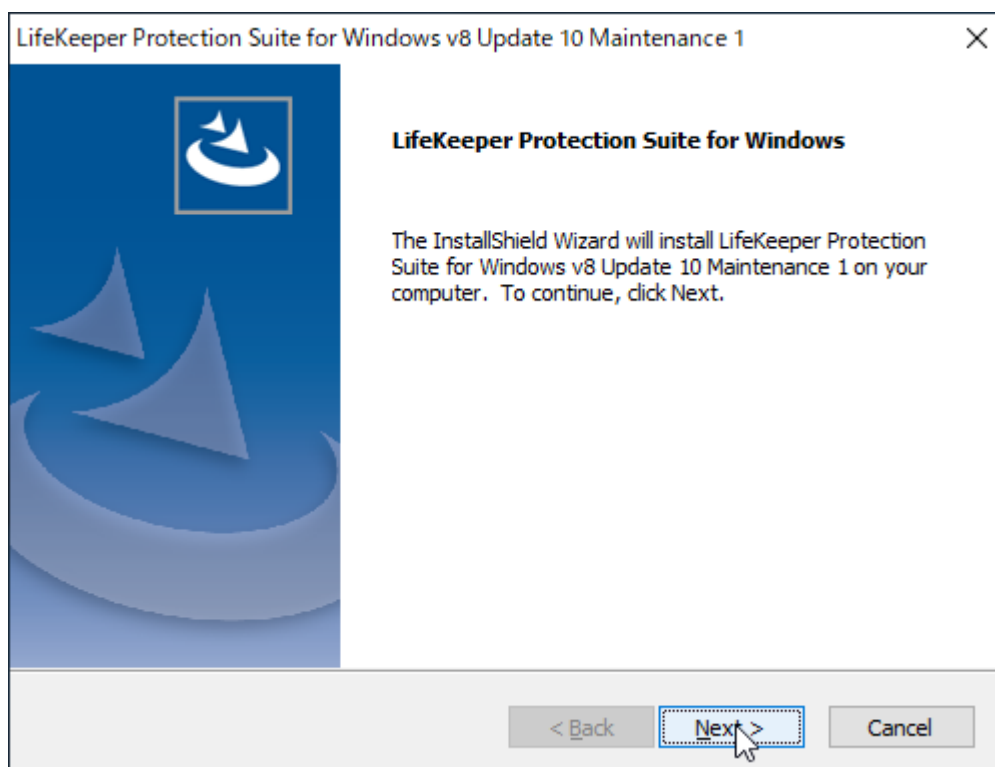 LifeKeeper Protection Suite for Windows v8 Update 10 Maintenance 1
LifeKeeper Protection Suite for Windows
The InstallShield Wizard will install LifeKeeper Protection
Suite for Windows v8 Update 10 Maintenance 1 on your
computer.  To continue, click Next.
< Back
Next >
Cancel